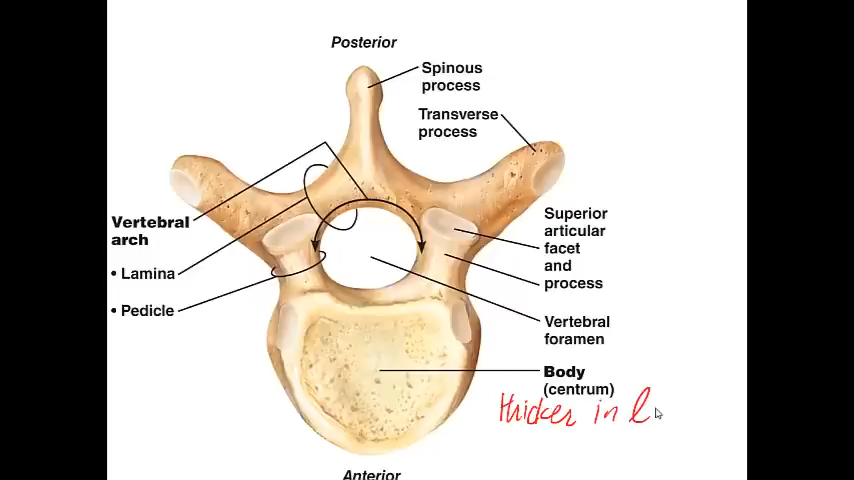 Posterior
Spinous
process
Transverse
process
Vertebral
arch
• Lamina
• Pedicle
Superior
articular
facet
and
process
Vertebral
foramen
Body
(centrum)
thicker in l
Anterior